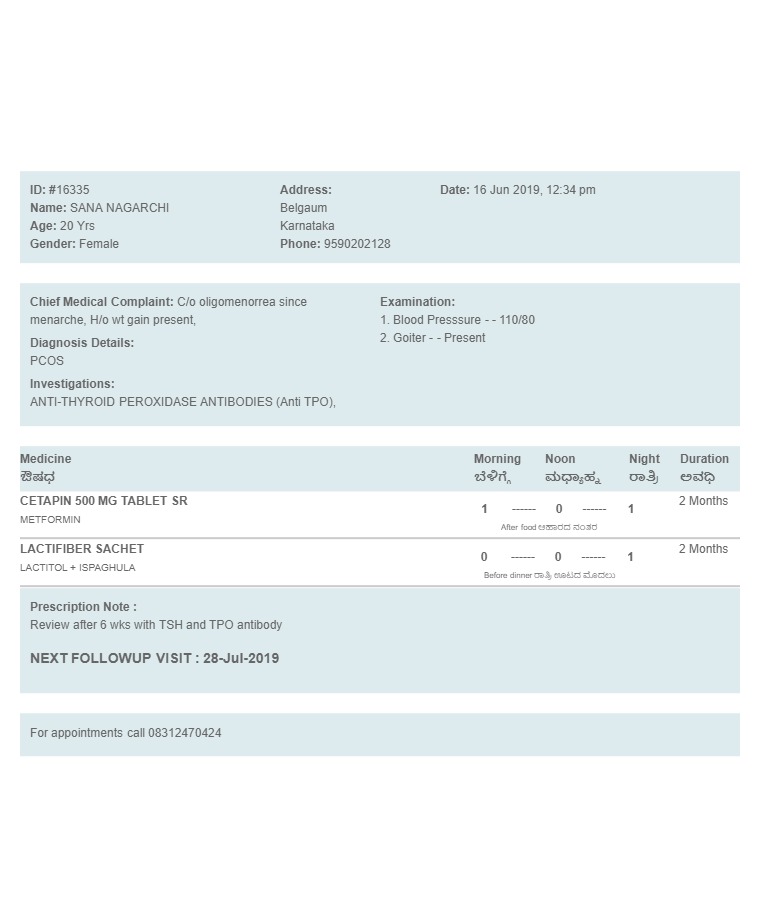 ID: #16335
Name: SANA NAGARCHI
Age: 20 Yrs
Gender: Female
Address:
Belgaum
Karnataka
Phone: 9590202128
Date: 16 Jun 2019, 12:34 pm
Chief Medical Complaint: C/o oligomenorrea since
menarche, H/o wt gain present,
Diagnosis Details:
PCOS
Investigations:
ANTI-THYROID PEROXIDASE ANTIBODIES (Anti TPO),
Examination:
1. Blood Presssure - - 110/80
2. Goiter - - Present
Medicine Morning Noon Night Duration
ಔಷಧ ಬೆಳಿಗ್ಗೆ ಮಧ್ಯಾಹ್ನ ರಾತ್ರಿ ಅವಧಿ
CETAPIN 500 MG TABLET SR 1 ------ 0 ------ 1 2 Months
METFORMIN
After food ಆಹಾರದ ನಂತರ
LACTIFIBER SACHET 0 ------ 0 ------ 1 2 Months
LACTITOL + ISPAGHULA
Before dinner ರಾತ್ರಿ ಊಟದ ಮೊದಲು
Prescription Note :
Review after 6 wks with TSH and TPO antibody
NEXT FOLLOWUP VISIT : 28-Jul-2019
For appointments call 08312470424